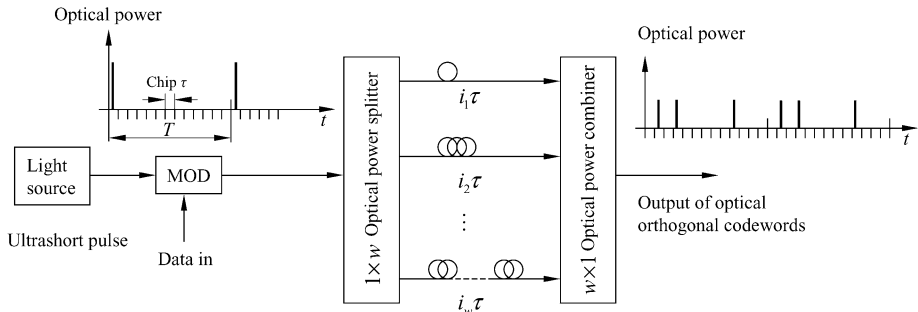 Optical power
Chip τ
T
t
Light
source
MOD
Ultrashort pulse
Data in
1×w Optical power splitter
i₁τ
i₂τ
⋮
i_wτ
w×1 Optical power combiner
Optical power
t
Output of optical
orthogonal codewords